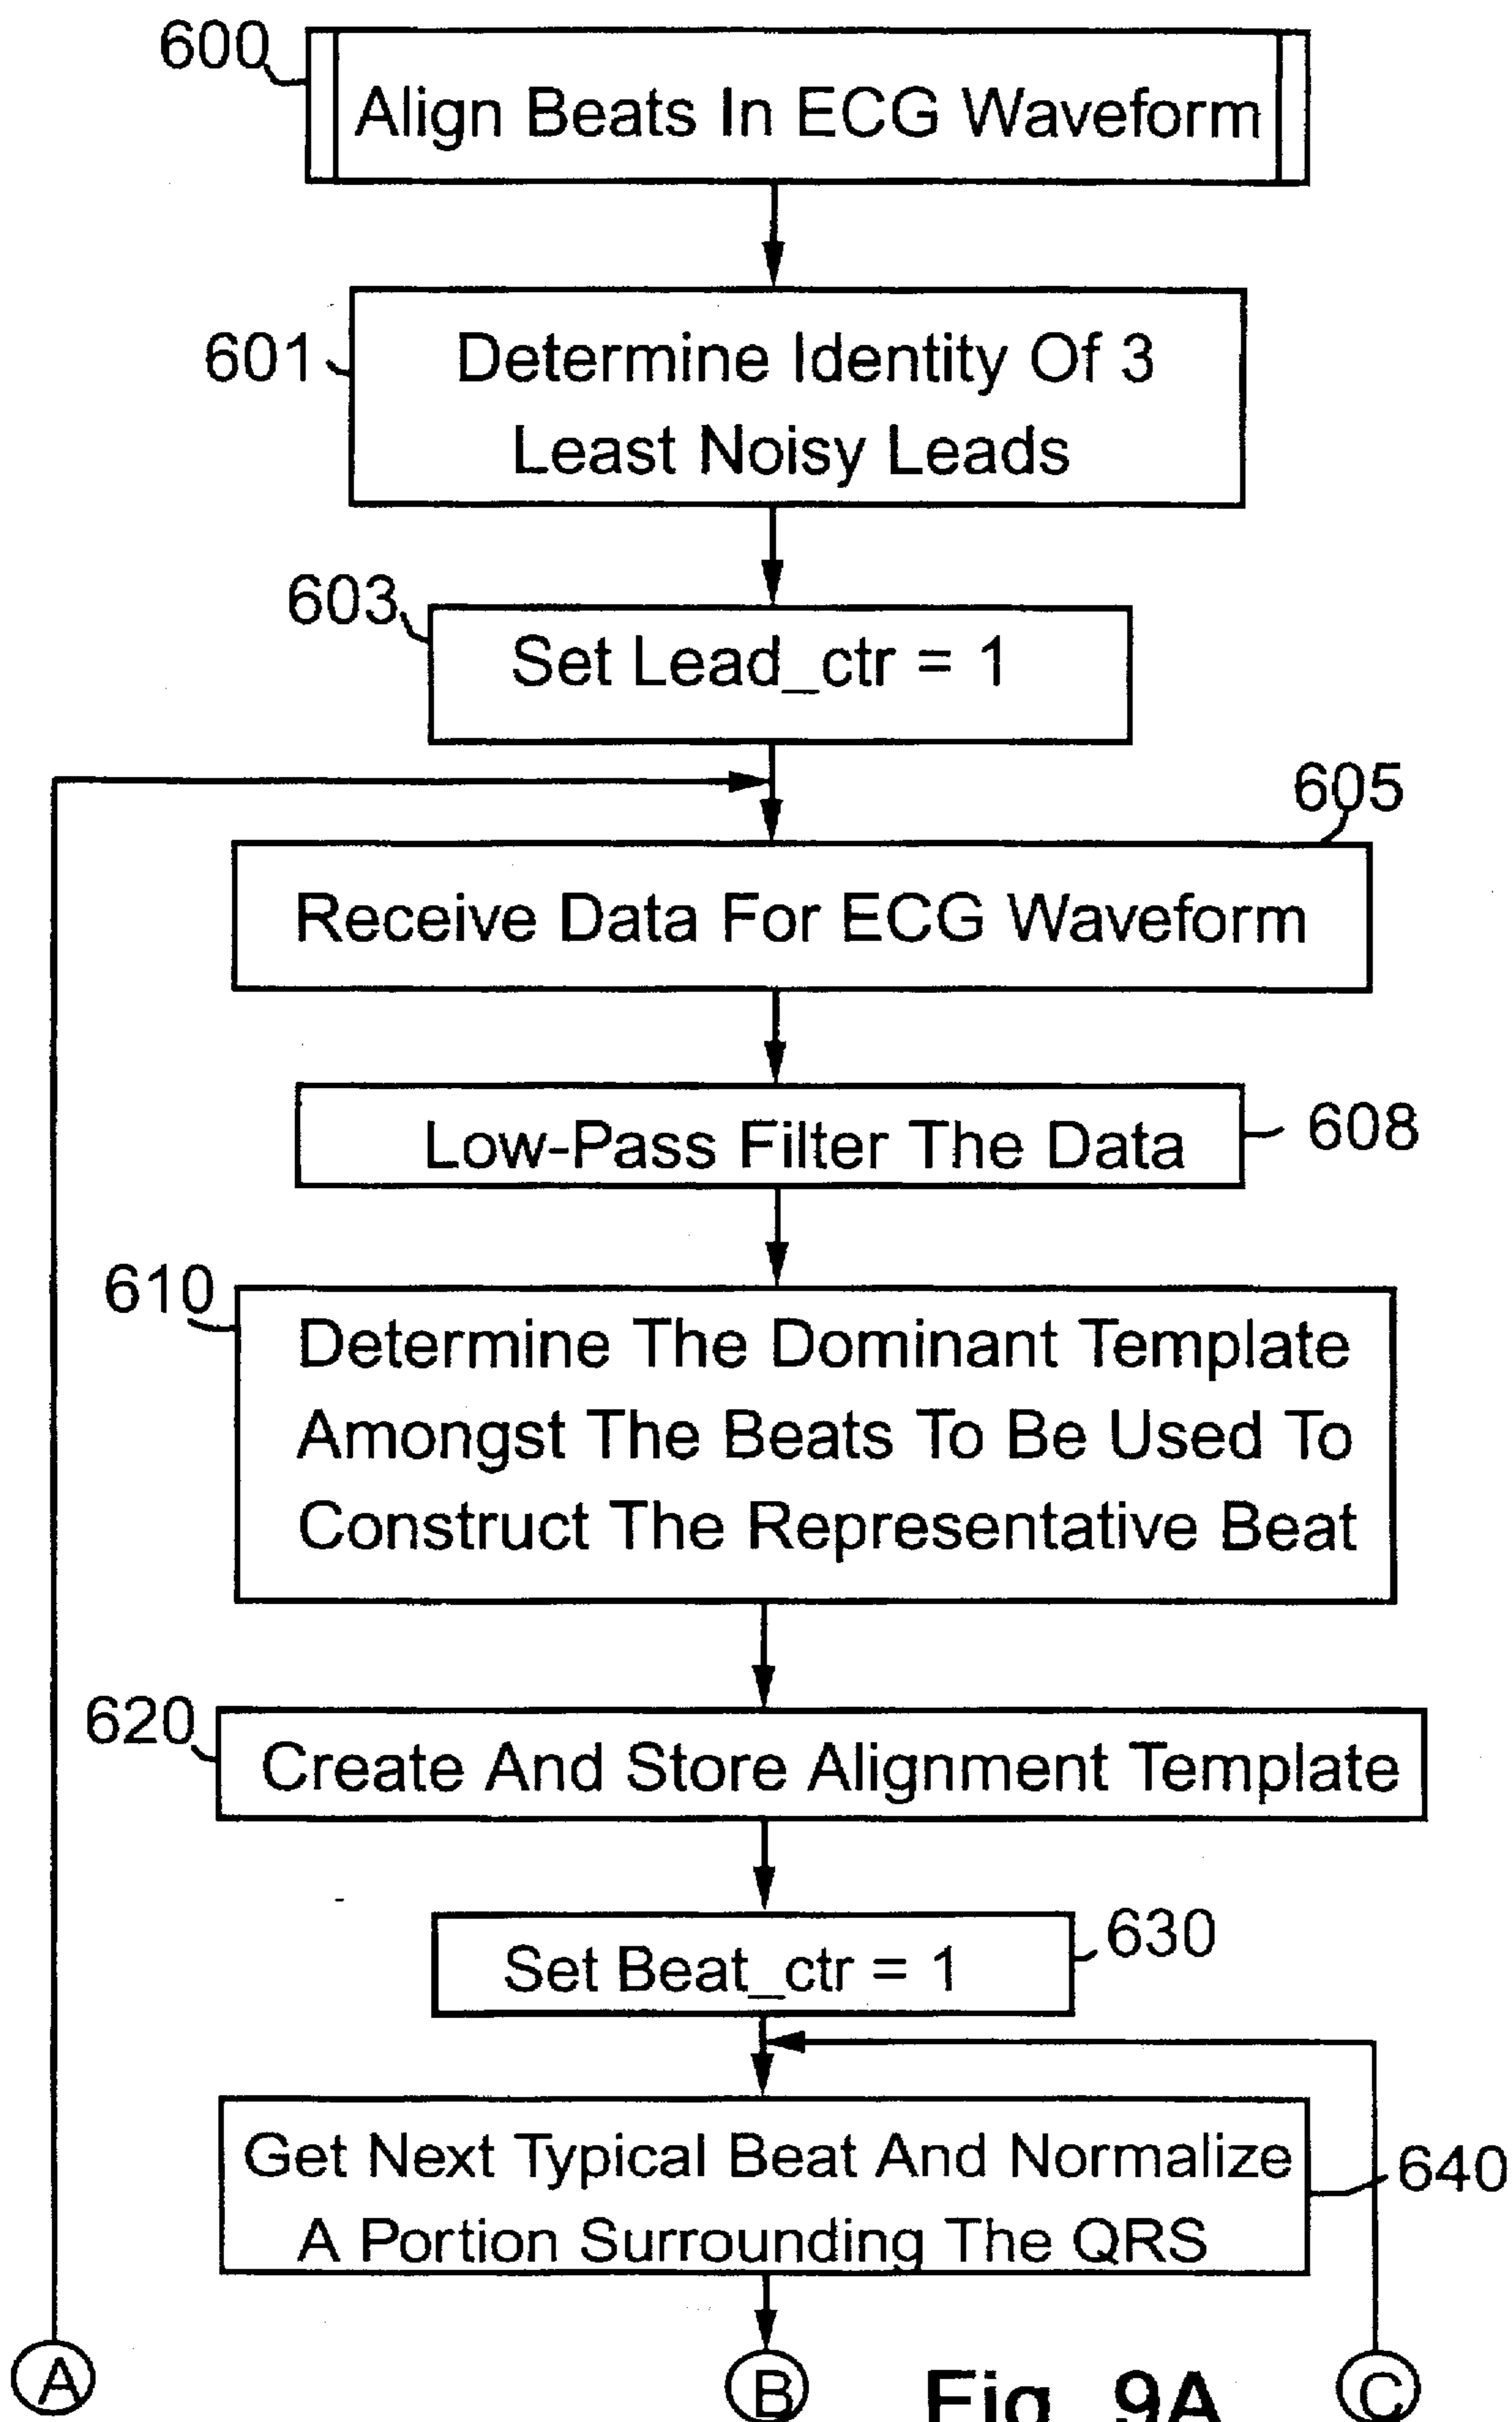 600
Align Beats In ECG Waveform
601
Determine Identity Of 3
Least Noisy Leads
603
Set Lead_ctr = 1
605
Receive Data For ECG Waveform
Low-Pass Filter The Data
608
610
Determine The Dominant Template
Amongst The Beats To Be Used To
Construct The Representative Beat
620
Create And Store Alignment Template
Set Beat_ctr = 1
630
Get Next Typical Beat And Normalize
A Portion Surrounding The QRS
640
A
B
Fig. 9A
C